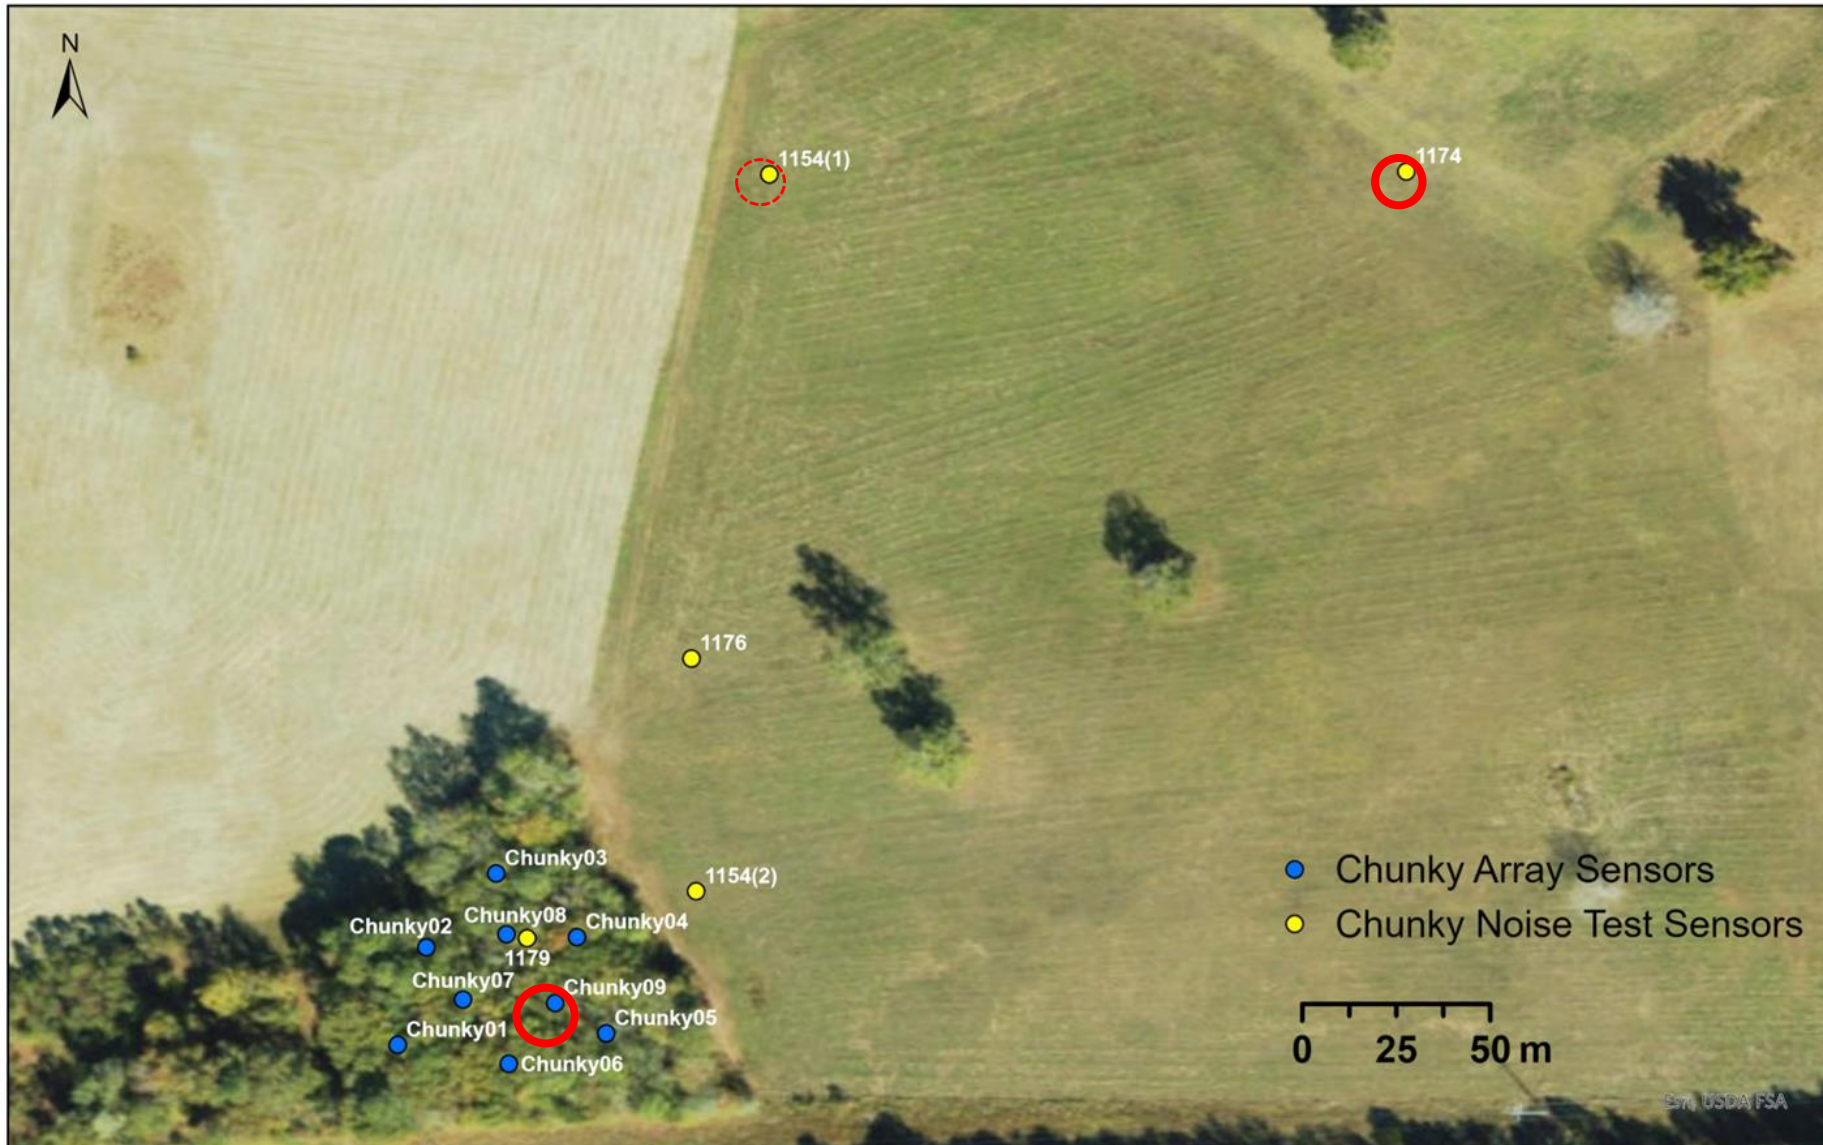 N
1154(1)
1174
1176
Chunky03
1154(2)
Chunky08
Chunky04
Chunky02
1179
Chunky07
Chunky09
Chunky05
Chunky01
Chunky06
Chunky Array Sensors
Chunky Noise Test Sensors
0 25 50 m
Esri, USDA FSA